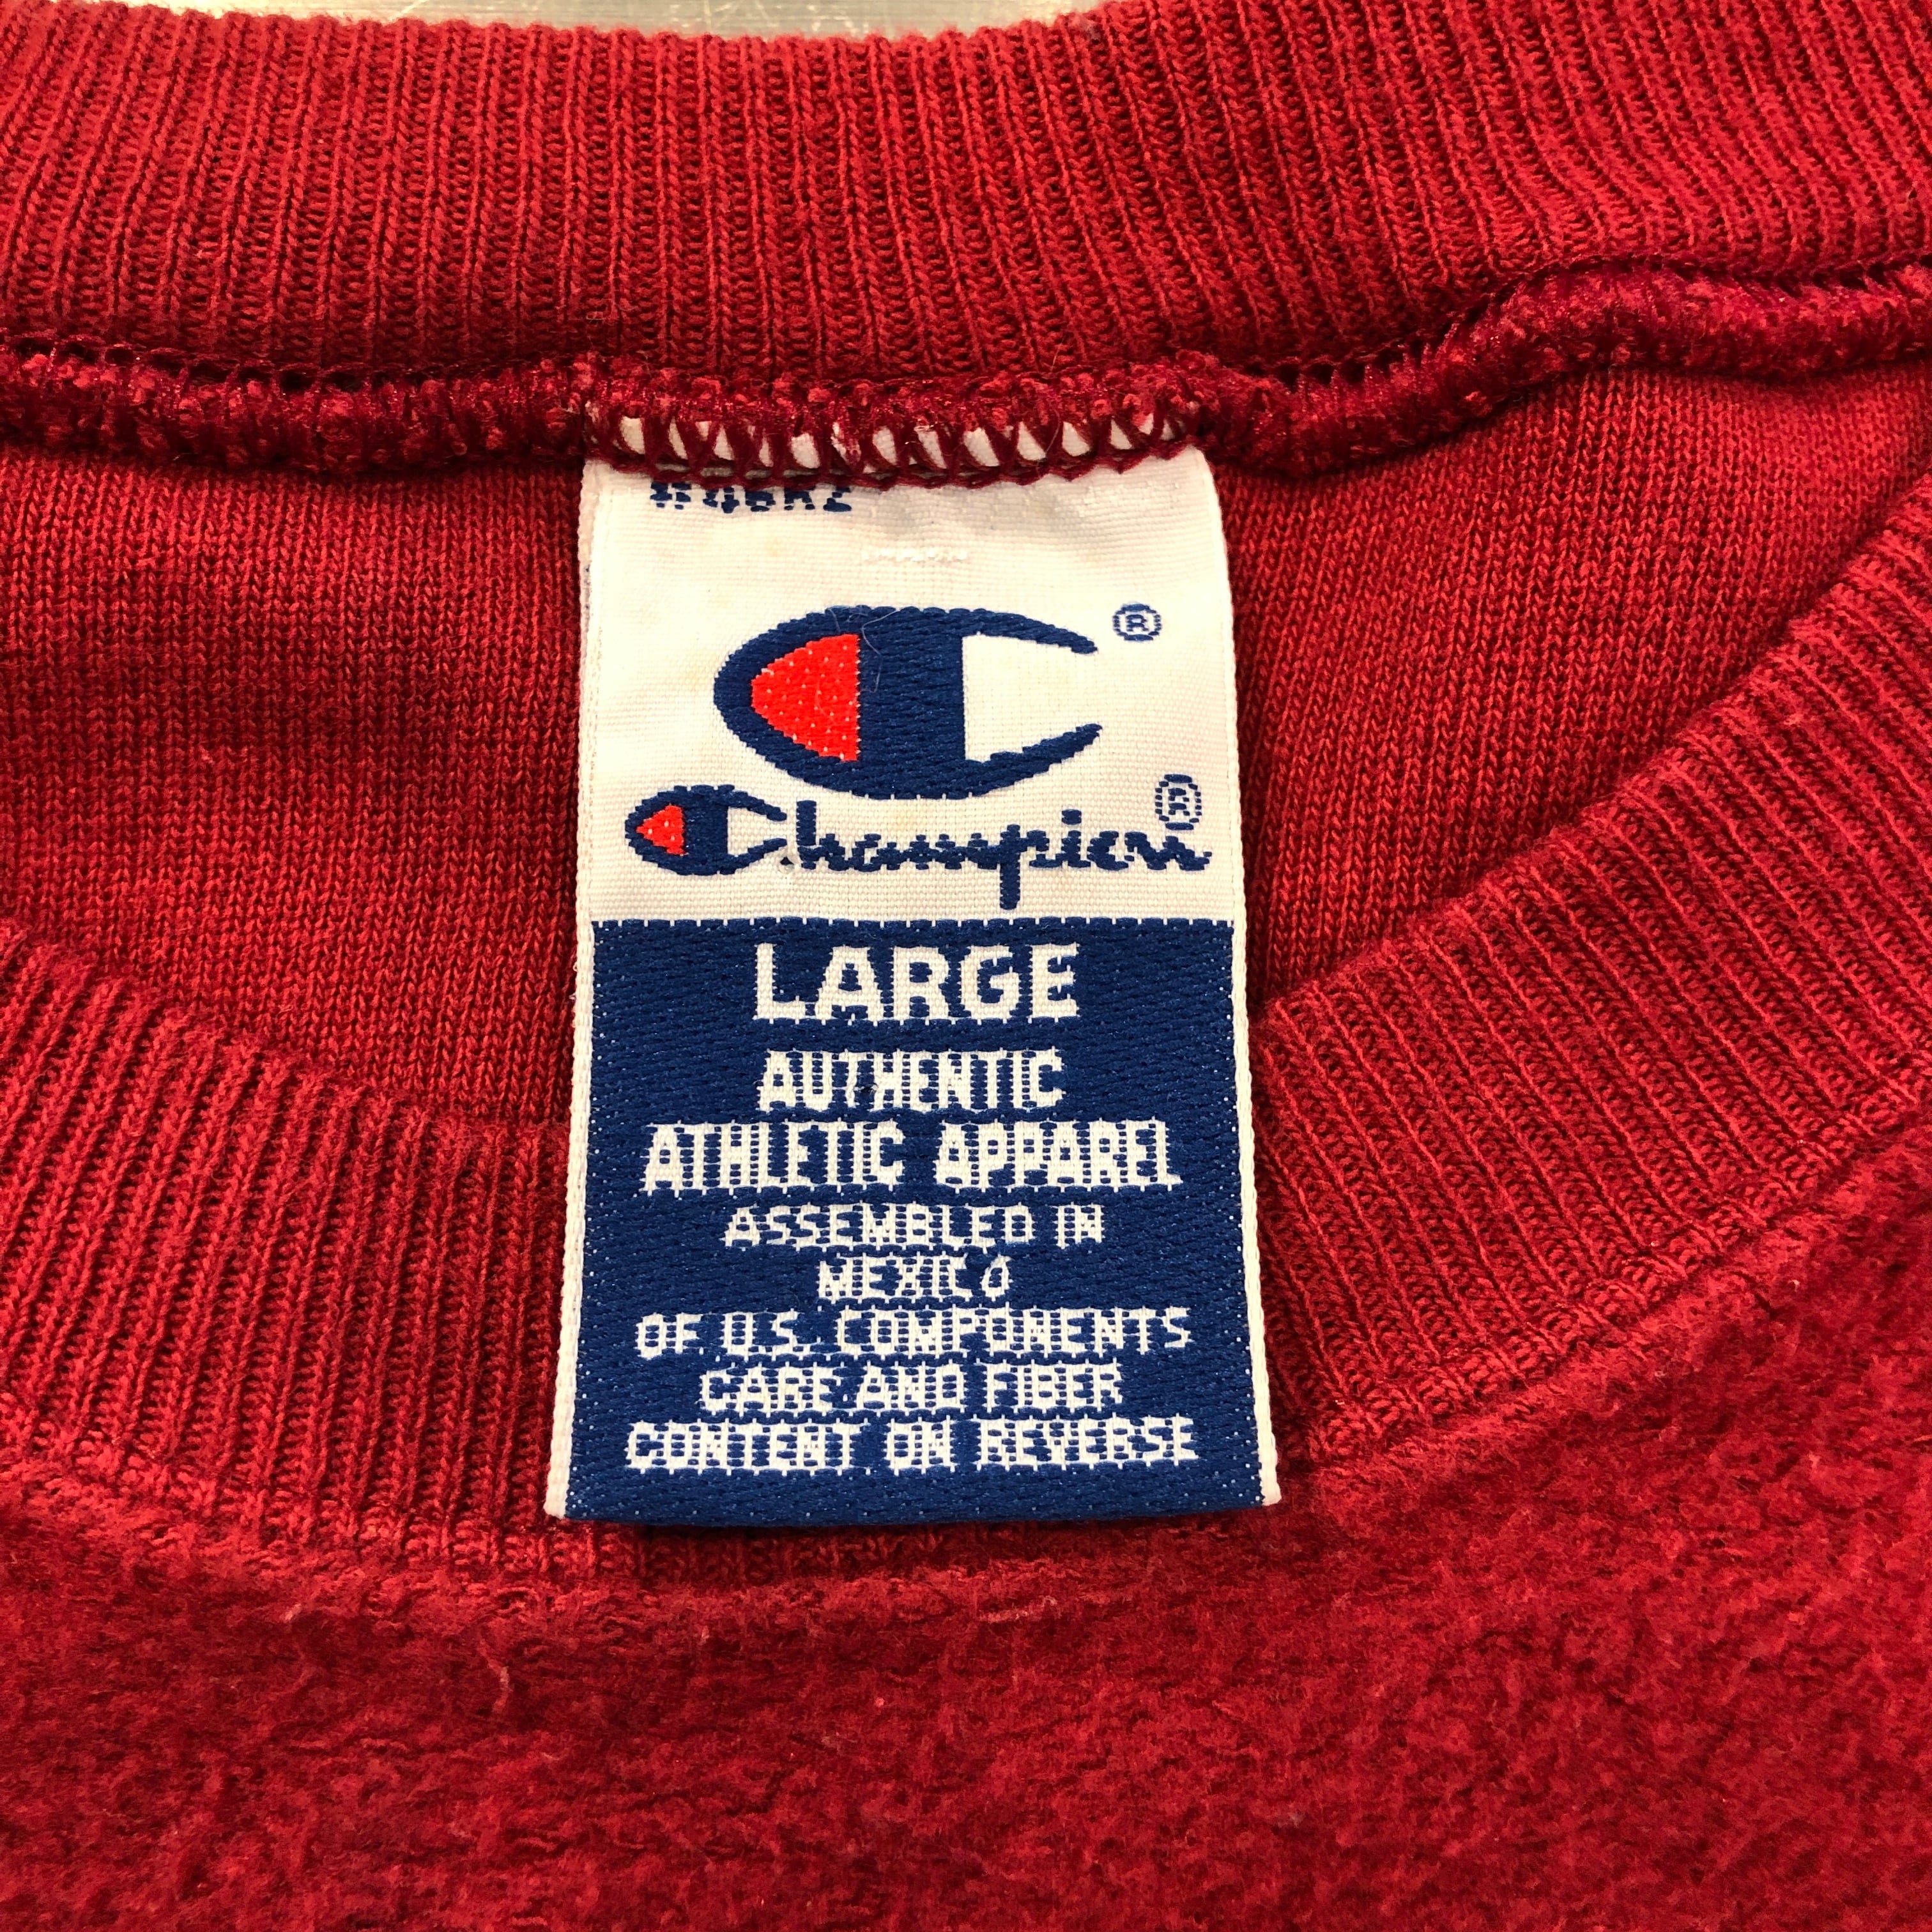 ®
Champion®
LARGE
AUTHENTIC
ATHLETIC APPAREL
ASSEMBLED IN
MEXICO
OF U.S. COMPONENTS
CARE AND FIBER
CONTENT ON REVERSE